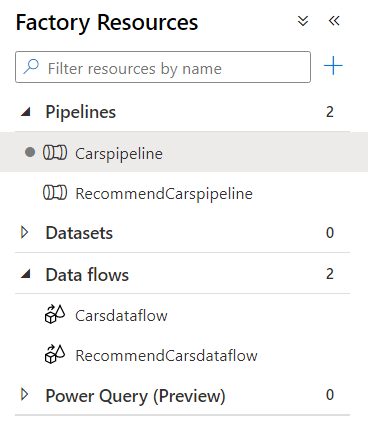 Factory Resources
Filter resources by name
Pipelines 2
Carspipeline
RecommendCarspipeline
Datasets 0
Data flows 2
Carsdataflow
RecommendCarsdataflow
Power Query (Preview) 0